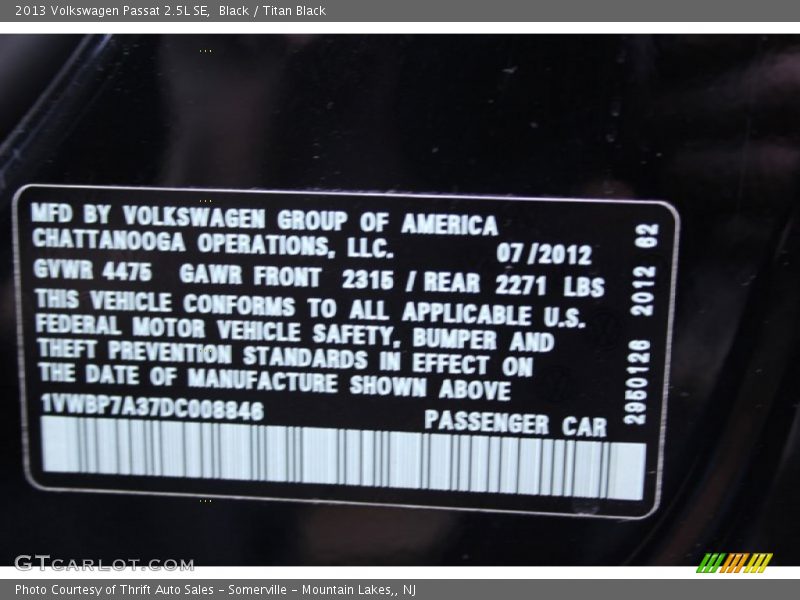 2013 Volkswagen Passat 2.5L SE,  Black / Titan Black
MFD BY VOLKSWAGEN GROUP OF AMERICA
CHATTANOOGA OPERATIONS, LLC.
07/2012
GVWR 4475 GAWR FRONT 2315 / REAR 2271 LBS
THIS VEHICLE CONFORMS TO ALL APPLICABLE U.S.
FEDERAL MOTOR VEHICLE SAFETY, BUMPER AND
THEFT PREVENTION STANDARDS IN EFFECT ON
THE DATE OF MANUFACTURE SHOWN ABOVE
1VWBP7A37DC008846
PASSENGER CAR
2950126 2012 62
GTCARLOT.COM
Photo Courtesy of Thrift Auto Sales - Somerville - Mountain Lakes,, NJ